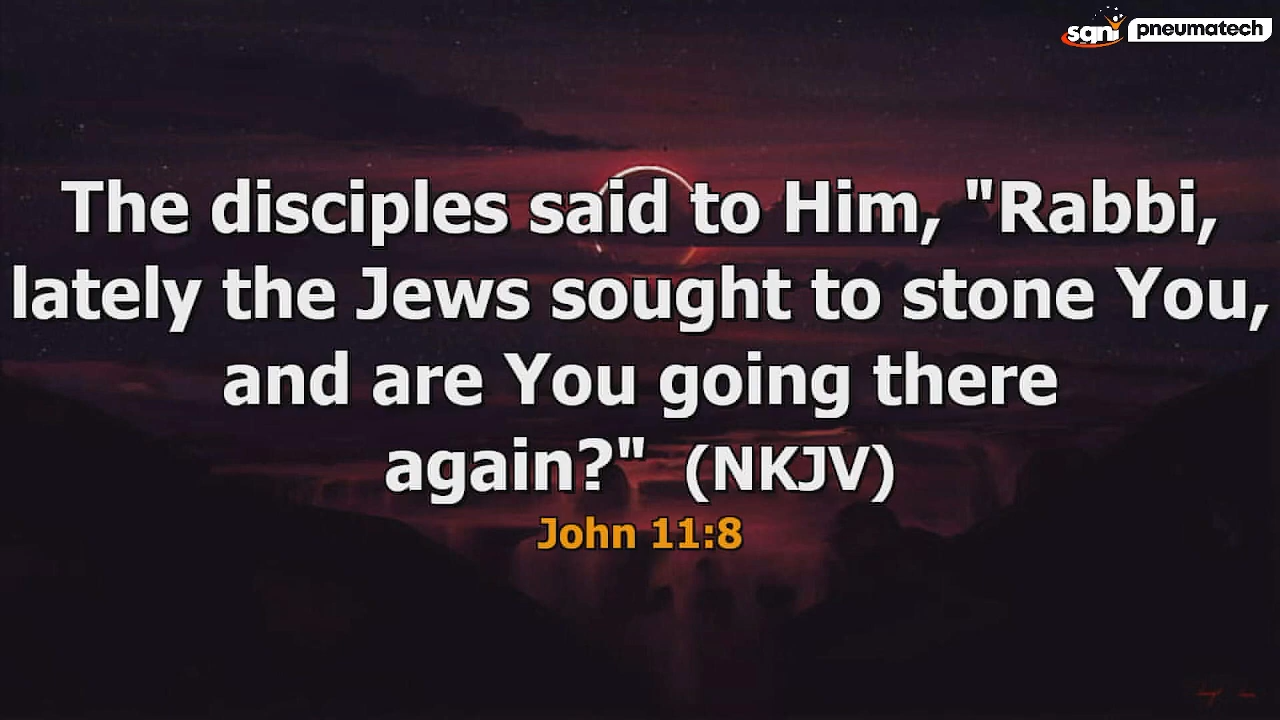 sqni pneumatech
The disciples said to Him, "Rabbi,
lately the Jews sought to stone You,
and are You going there
again?" (NKJV)
John 11:8